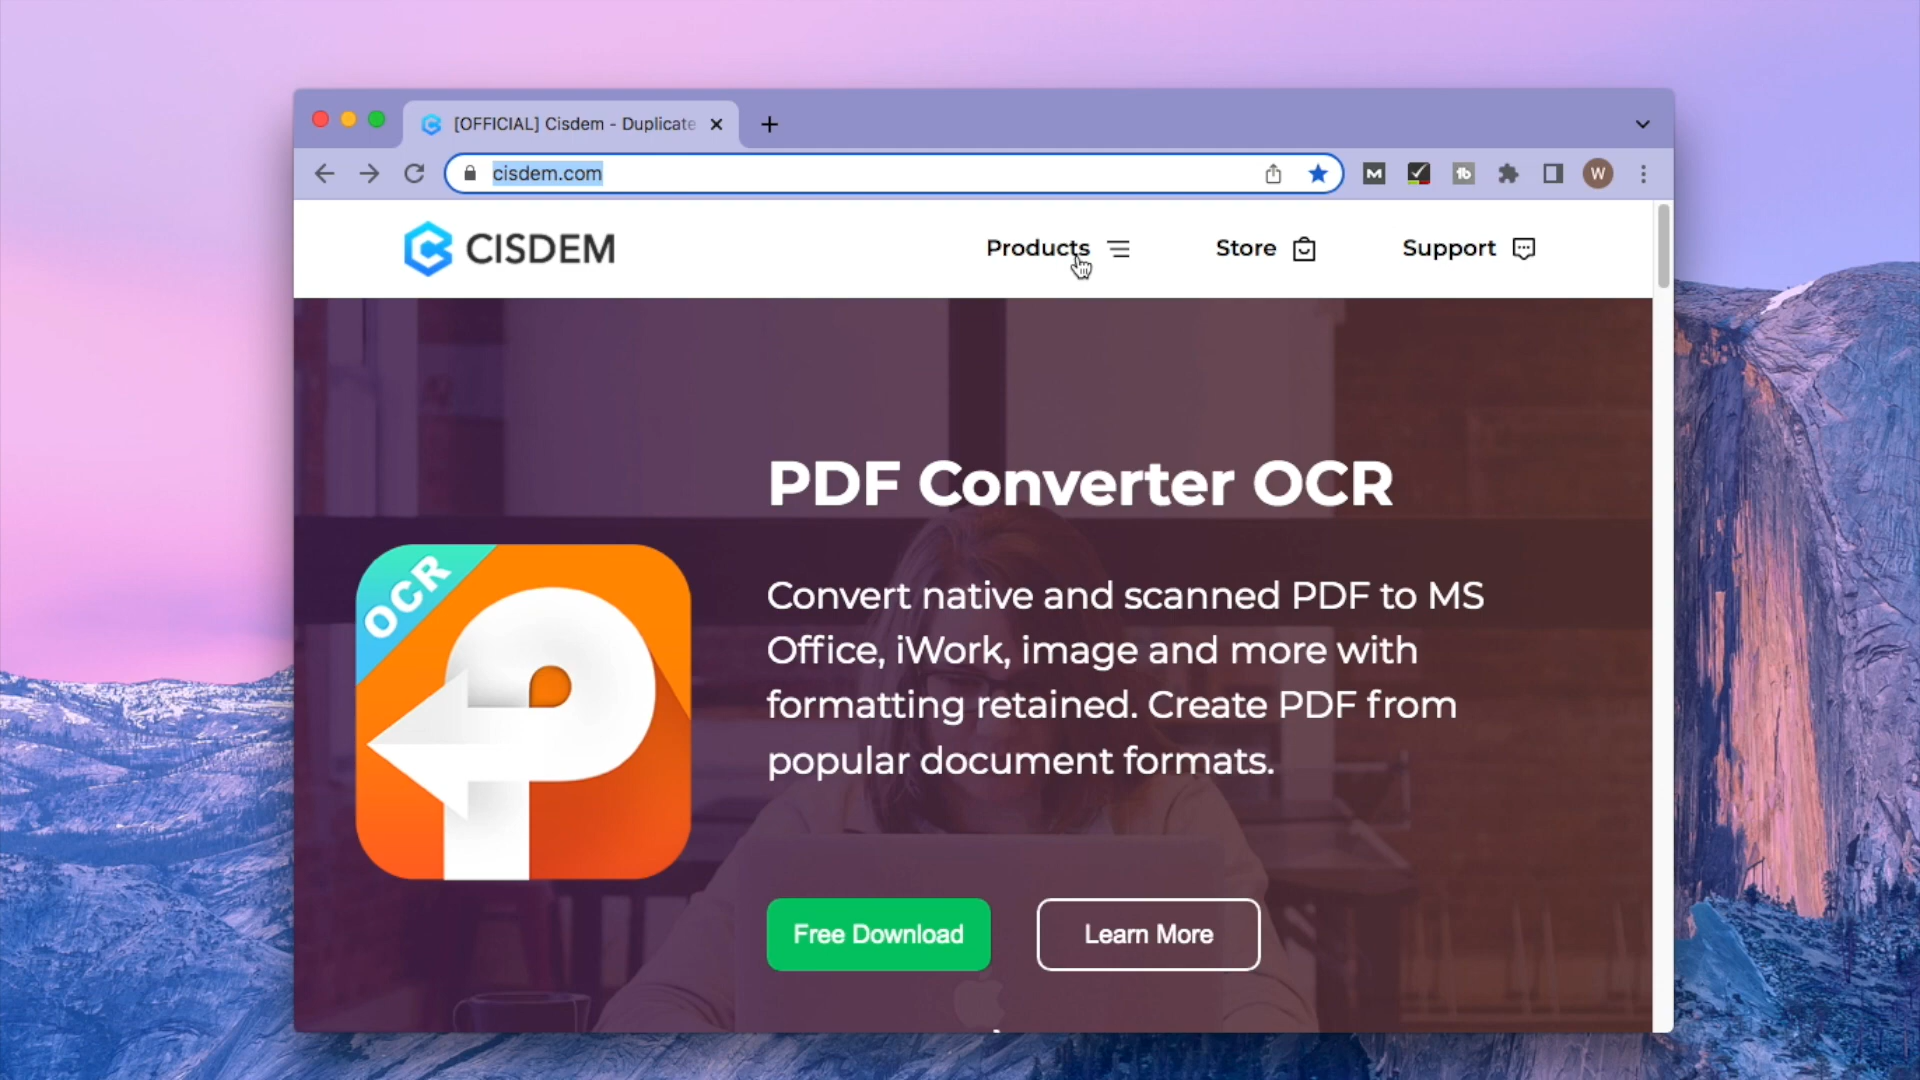 [OFFICIAL] Cisdem - Duplicate
cisdem.com
W
CISDEM
Products
Store
Support
PDF Converter OCR
OCR
Convert native and scanned PDF to MS
Office, iWork, image and more with
formatting retained. Create PDF from
popular document formats.
Free Download
Learn More